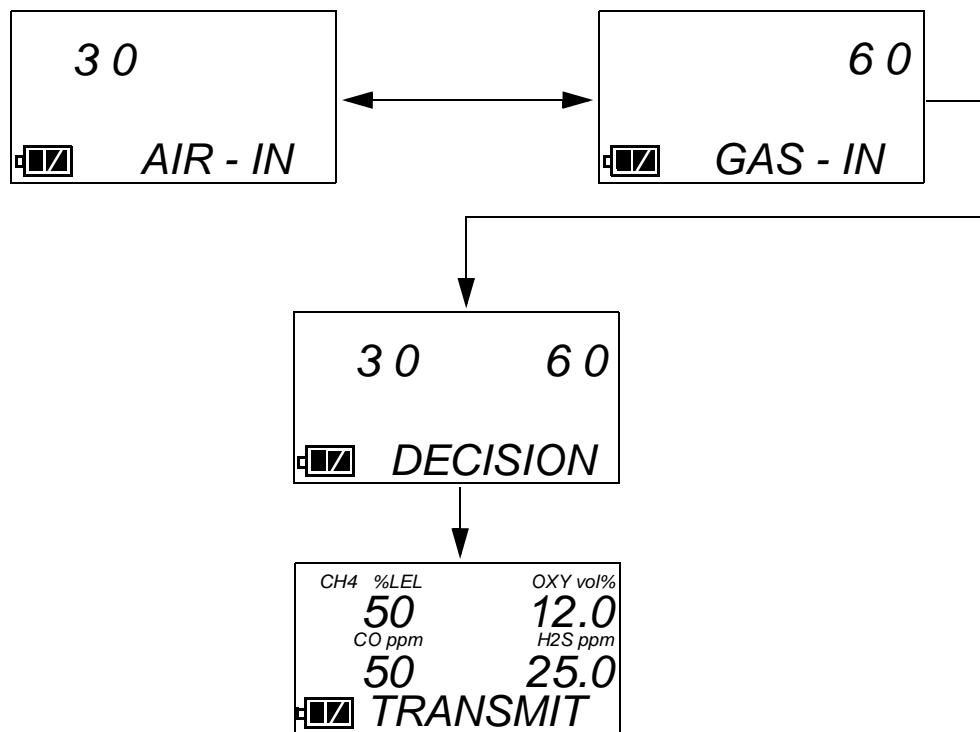 3 0
AIR - IN
6 0
GAS - IN
3 0 6 0
DECISION
CH4 %LEL OXY vol%
50 12.0
CO ppm H2S ppm
50 25.0
TRANSMIT